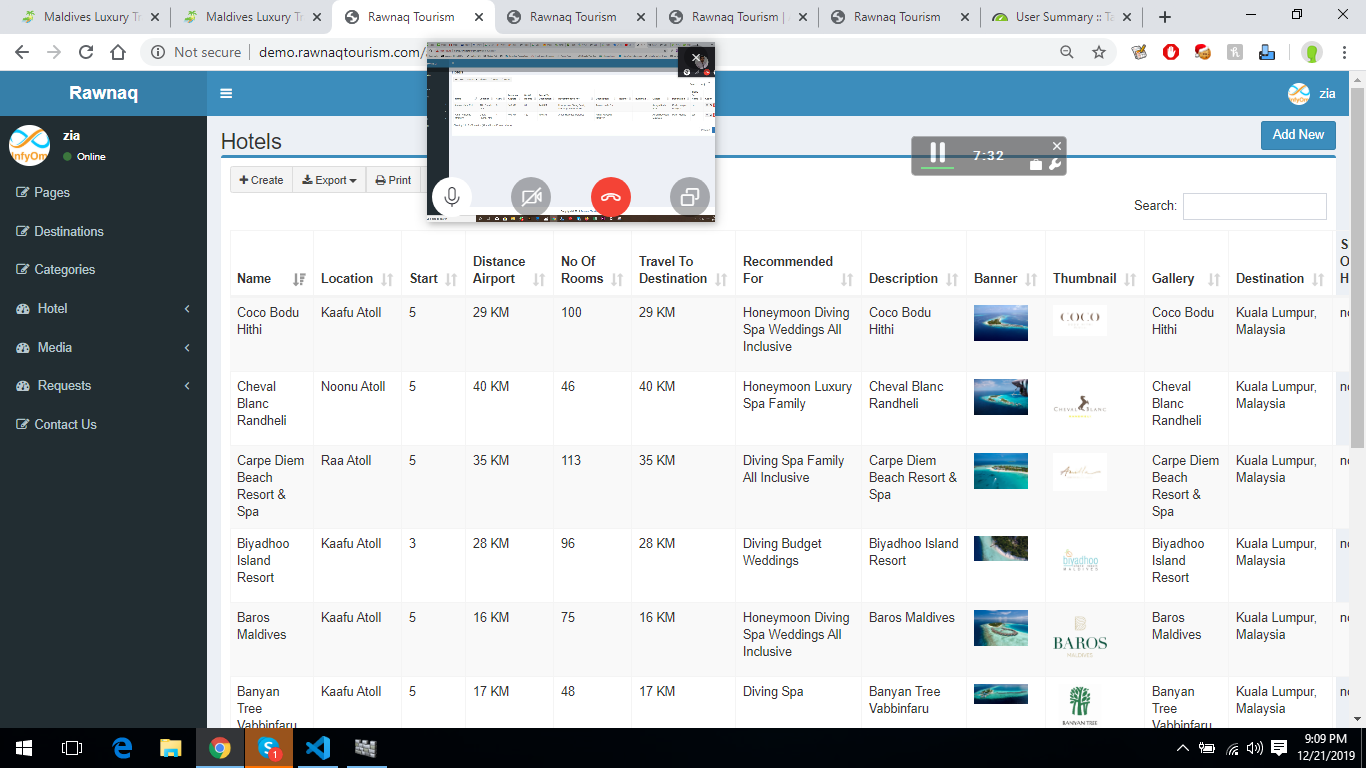 Maldives Luxury Tr
Maldives Luxury Tr
Rawnaq Tourism
Rawnaq Tourism
Rawnaq Tourism |
Rawnaq Tourism
User Summary :: Ta
Not secure
demo.rawnaqtourism.com/
Rawnaq
zia
infyOm
zia
Online
Hotels
Add New
7:32
Create
Export
Print
Search:
Pages
Destinations
Categories
Hotel
Media
Requests
Contact Us
Name
Location
Start
Distance
Airport
No Of
Rooms
Travel To
Destination
Recommended
For
Description
Banner
Thumbnail
Gallery
Destination
S
O
H
Coco Bodu
Hithi
Kaafu Atoll
5
29 KM
100
29 KM
Honeymoon Diving
Spa Weddings All
Inclusive
Coco Bodu
Hithi
COCO
Coco Bodu
Hithi
Kuala Lumpur,
Malaysia
no
Cheval
Blanc
Randheli
Noonu Atoll
5
40 KM
46
40 KM
Honeymoon Luxury
Spa Family
Cheval Blanc
Randheli
CHEVAL BLANC
Cheval
Blanc
Randheli
Kuala Lumpur,
Malaysia
no
Carpe Diem
Beach
Resort &
Spa
Raa Atoll
5
35 KM
113
35 KM
Diving Spa Family
All Inclusive
Carpe Diem
Beach Resort &
Spa
Carpe Diem
Beach
Resort &
Spa
Kuala Lumpur,
Malaysia
no
Biyadhoo
Island
Resort
Kaafu Atoll
3
28 KM
96
28 KM
Diving Budget
Weddings
Biyadhoo Island
Resort
biyadhoo
MALDIVES
Biyadhoo
Island
Resort
Kuala Lumpur,
Malaysia
no
Baros
Maldives
Kaafu Atoll
5
16 KM
75
16 KM
Honeymoon Diving
Spa Weddings All
Inclusive
Baros Maldives
BAROS
MALDIVES
Baros
Maldives
Kuala Lumpur,
Malaysia
no
Banyan
Tree
Vabbinfaru
Kaafu Atoll
5
17 KM
48
17 KM
Diving Spa
Banyan Tree
Vabbinfaru
BANYAN TREE
Banyan
Tree
Vabbinfaru
Kuala Lumpur,
Malaysia
no
1
9:09 PM
12/21/2019